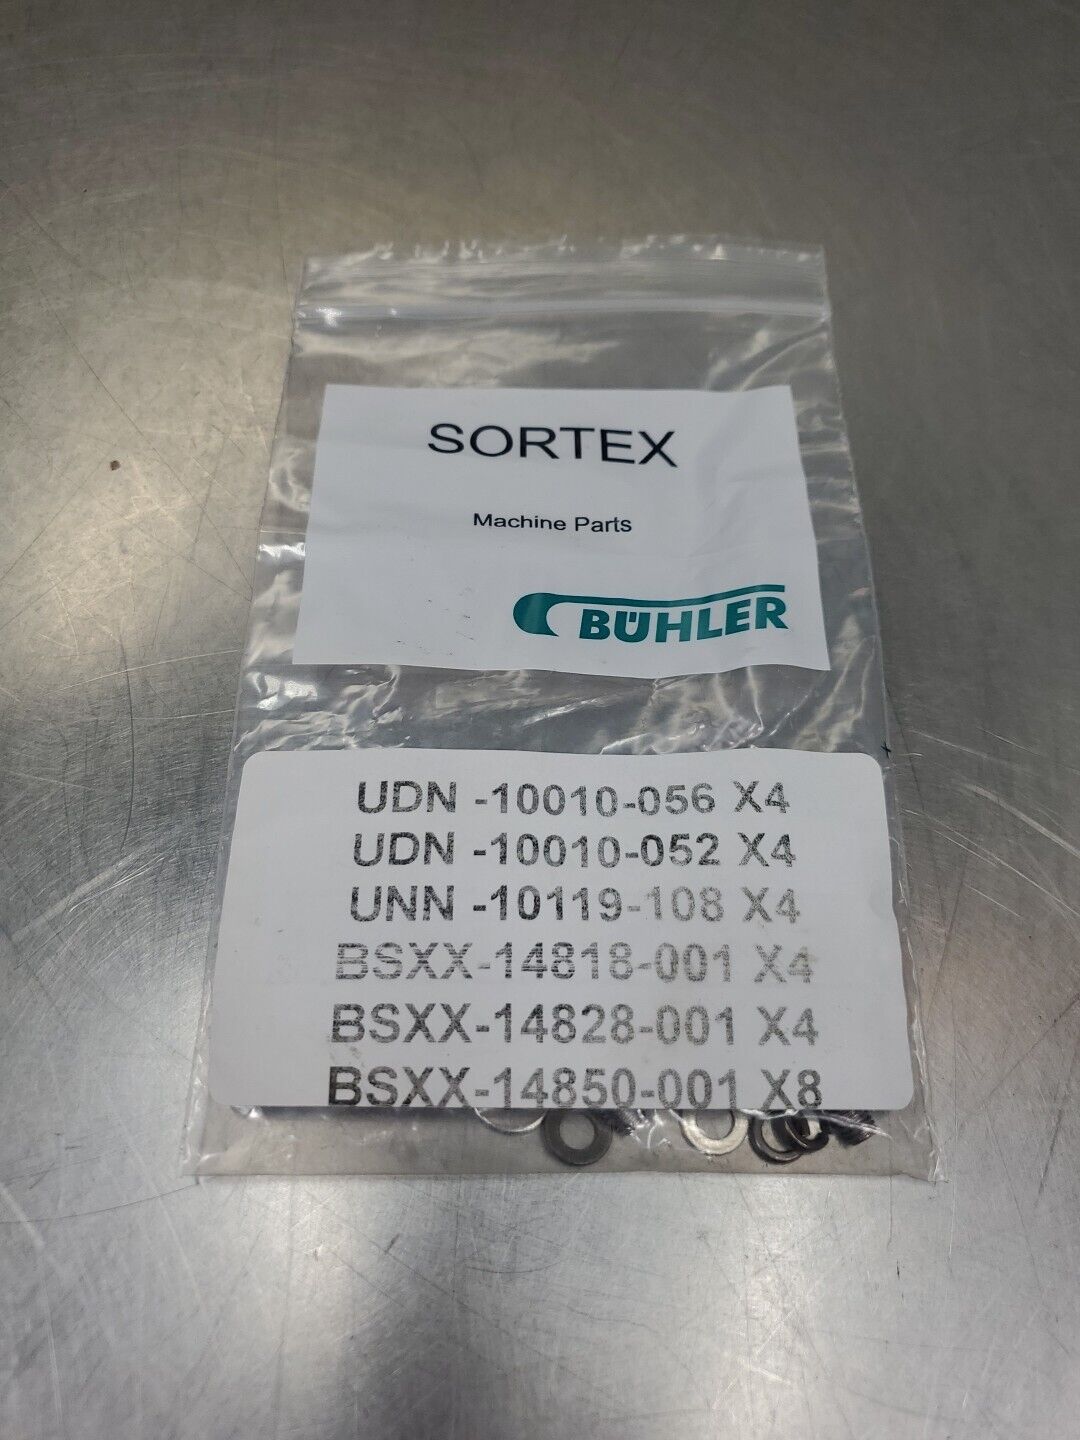 SORTEX
Machine Parts
BÜHLER
UDN -10010-056 X4
UDN -10010-052 X4
UNN -10119-108 X4
BSXX-14818-001 X4
BSXX-14828-001 X4
BSXX-14850-001 X8